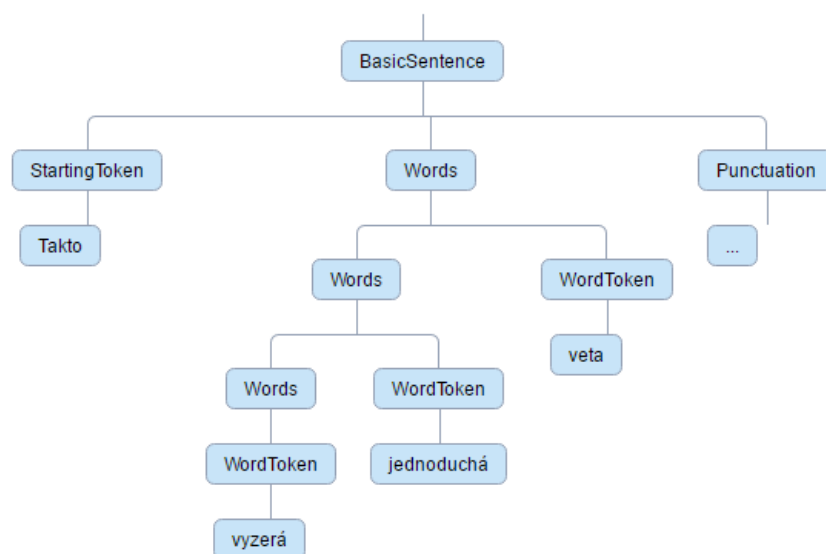 BasicSentence
StartingToken
Words
Punctuation
Takto
...
Words
WordToken
veta
Words
WordToken
WordToken
jednoduchá
vyzerá